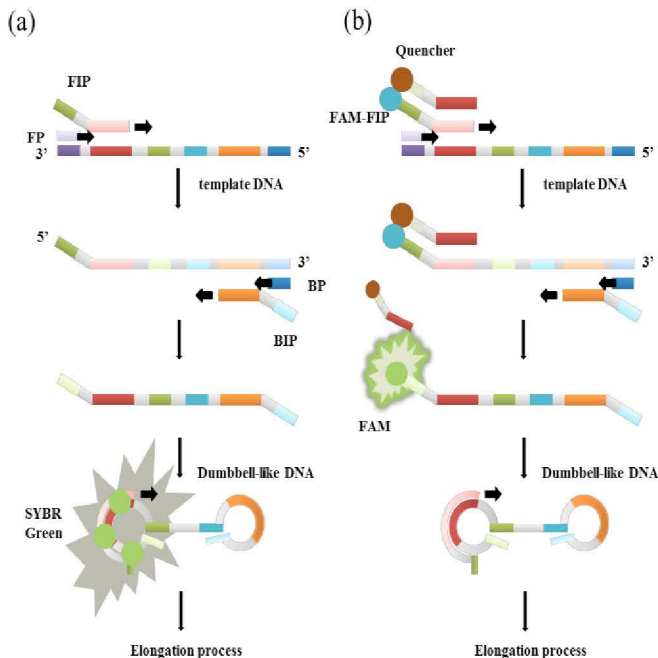 (a)
FIP
FP
3’
5’
template DNA
5’
3’
BP
BIP
Dumbbell-like DNA
SYBR
Green
Elongation process
(b)
Quencher
FAM-FIP
3’
5’
template DNA
3’
BP
BIP
FAM
Dumbbell-like DNA
Elongation process